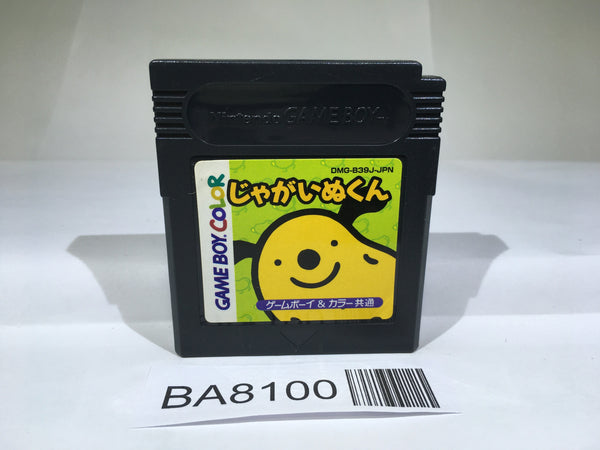 Nintendo GAME BOY™
DMG-B39J-JPN
じゃがいぬくん
GAME BOY COLOR
ゲームボーイ & カラー共通
BA8100